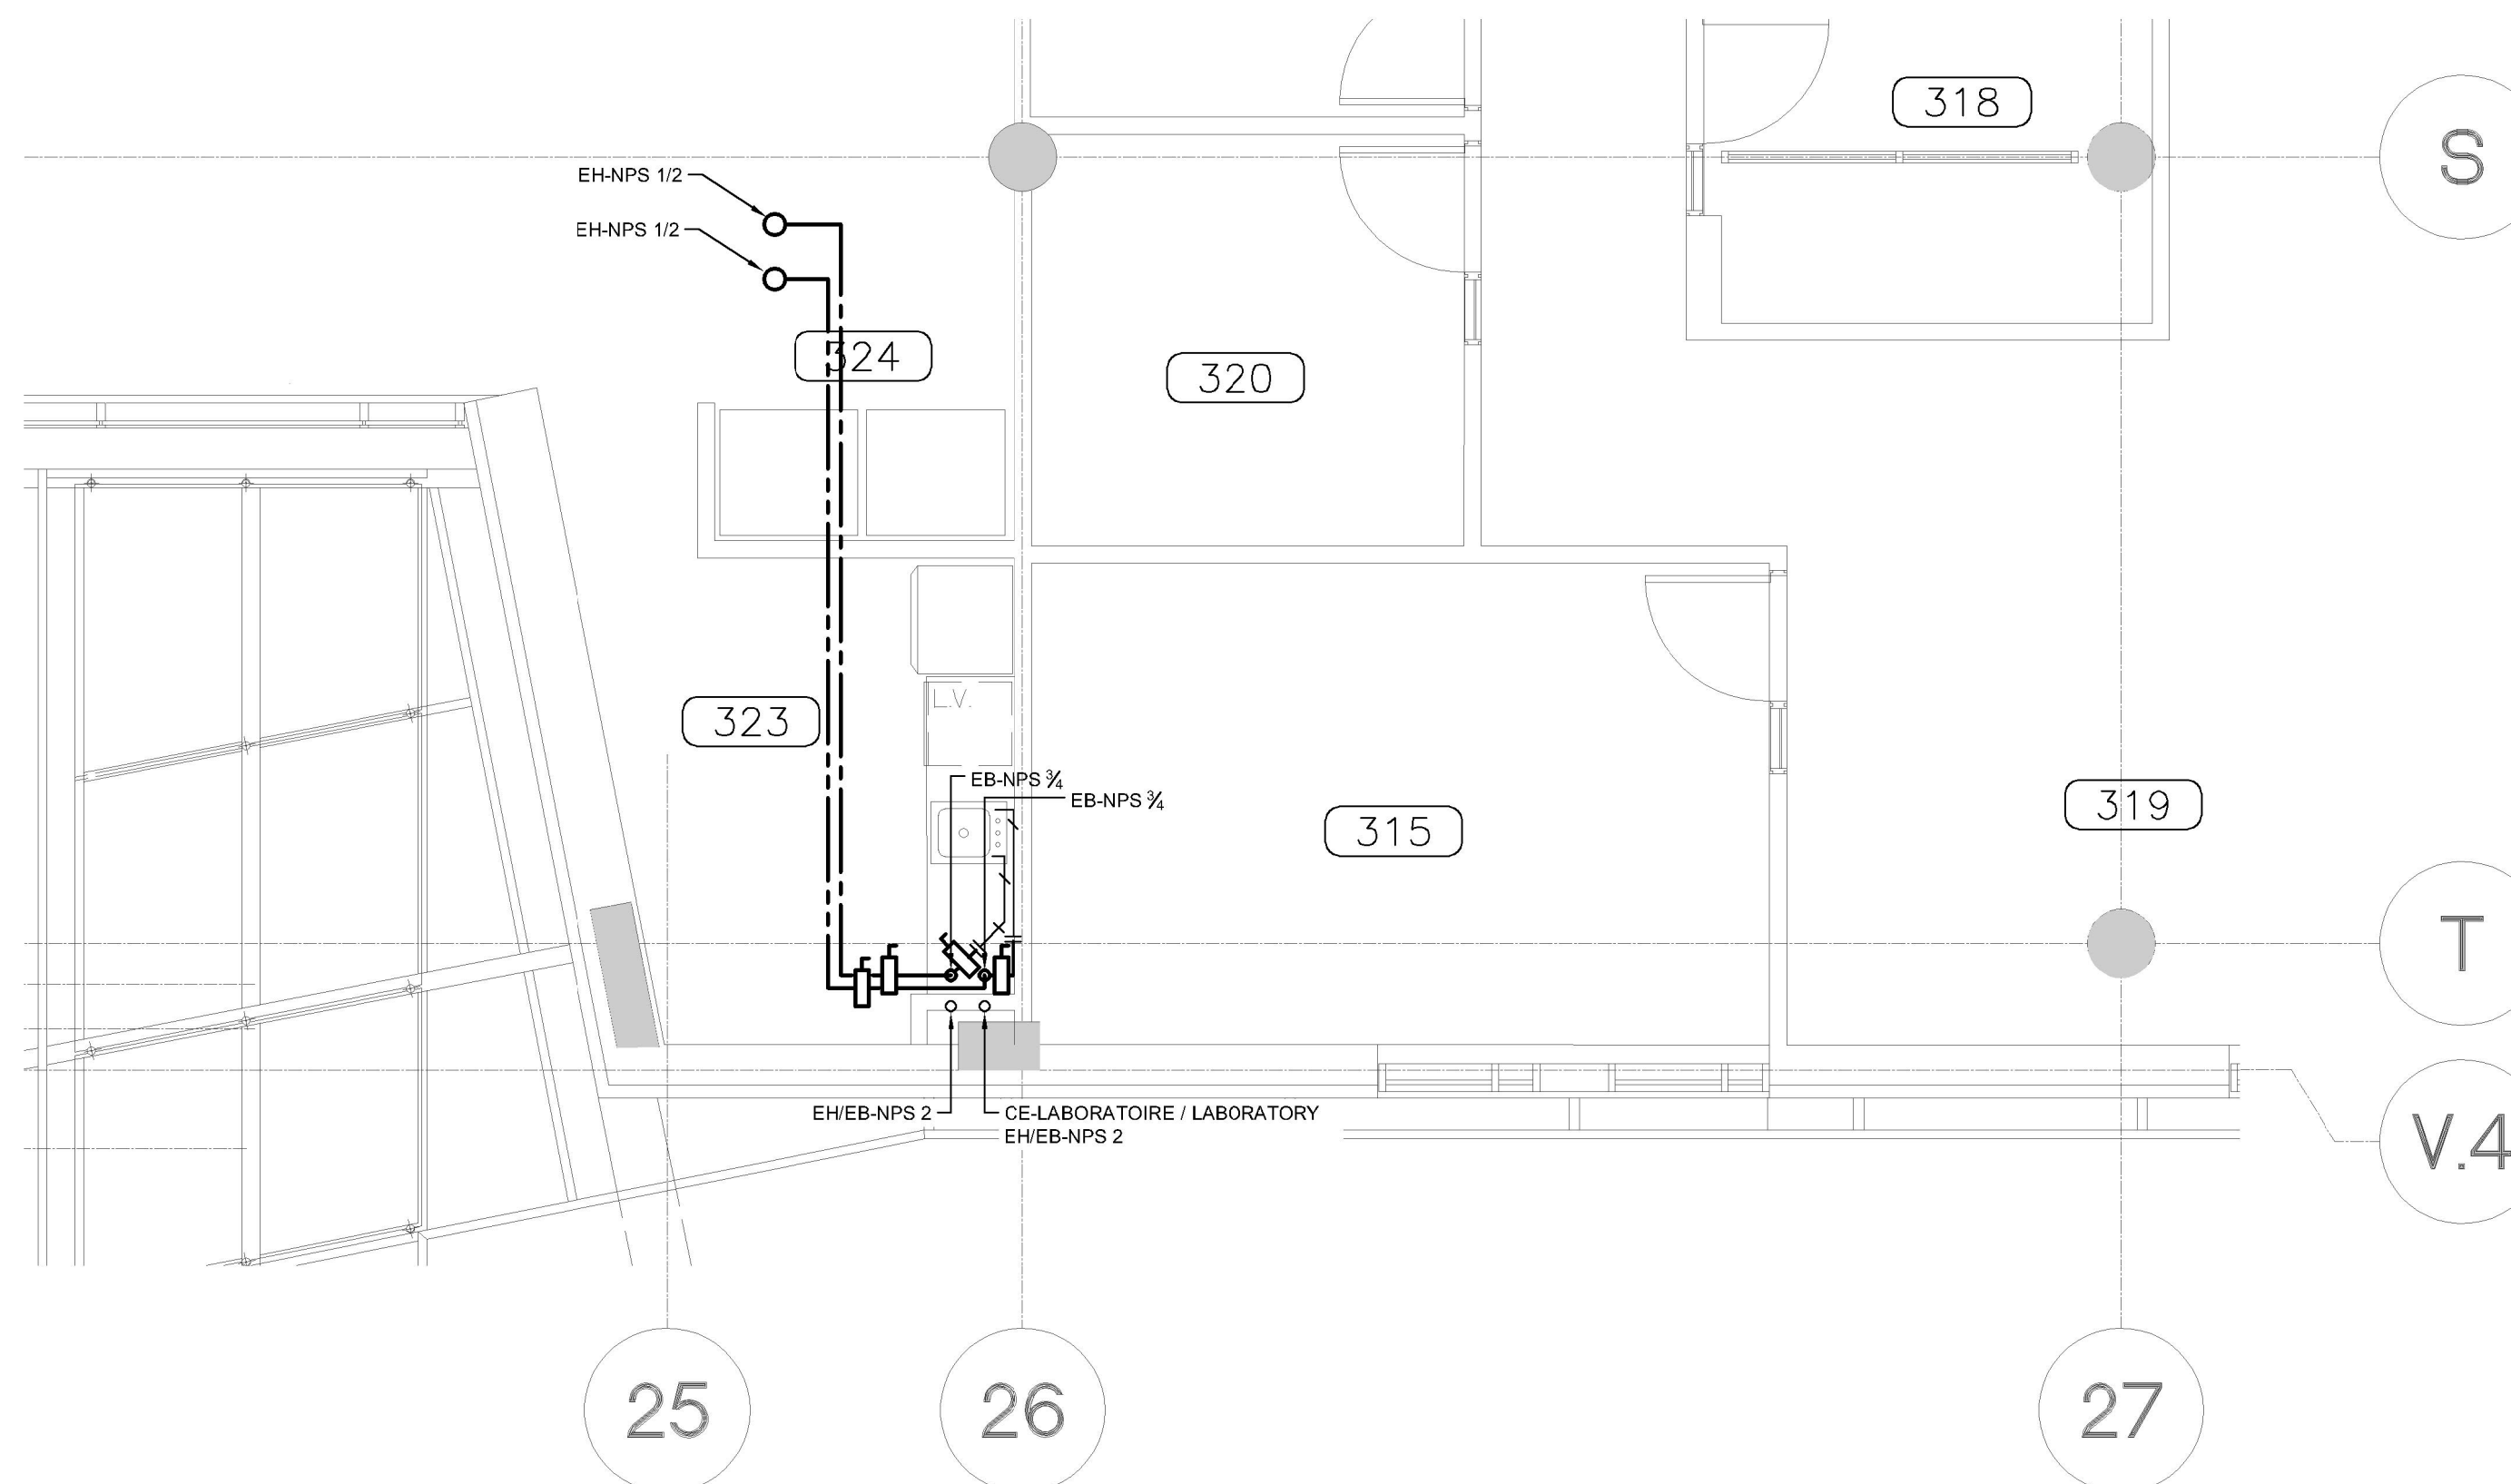 318
S
EH-NPS 1/2
EH-NPS 1/2
324
320
L.V.
323
EB-NPS ¾
EB-NPS ¾
315
319
T
EH/EB-NPS 2
CE-LABORATOIRE / LABORATORY
EH/EB-NPS 2
V.4
25
26
27